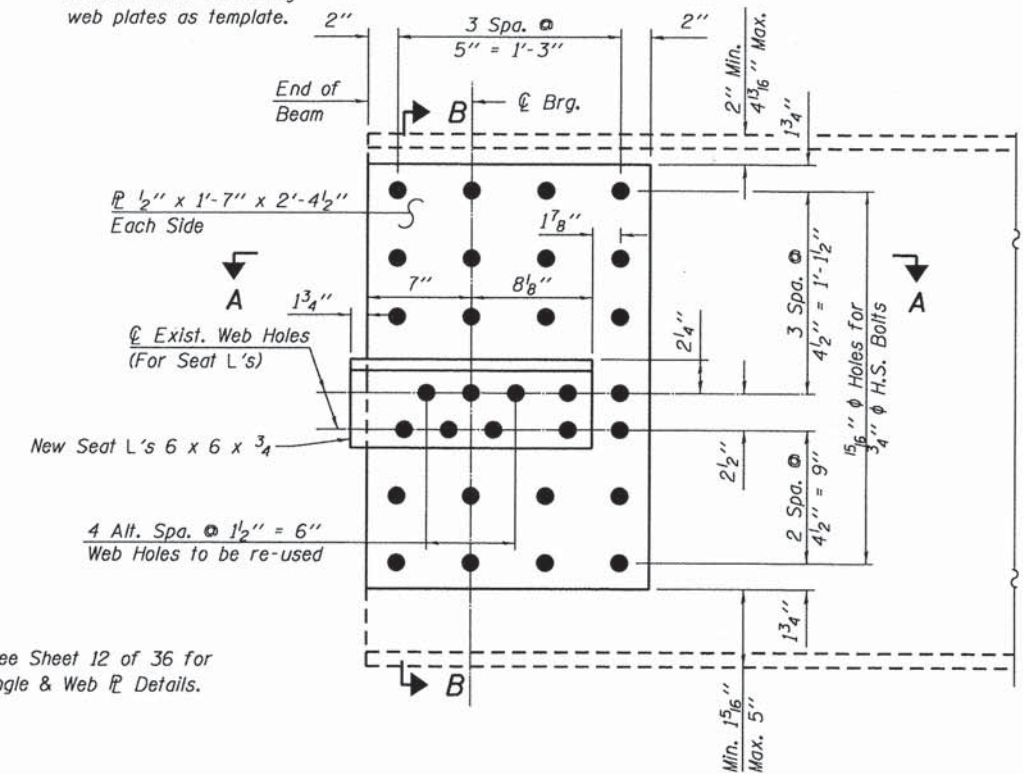 web plates as template.
2"
3 Spa. @
5" = 1'-3"
2"
2" Min.
4 13/16" Max.
1 3/4"
End of
Beam
B
℄ Brg.
℞ 1/2" x 1'-7" x 2'-4 1/2"
Each Side
1 7/8"
A
7"
8 1/8"
3 Spa. @
4 1/2" = 1'-1 1/2"
A
1 3/4"
℄ Exist. Web Holes
(For Seat L's)
2 1/4"
15/16" ϕ Holes for
3/4" ϕ H.S. Bolts
New Seat L's 6 x 6 x 3/4
2 1/2"
2 Spa. @
4 1/2" = 9"
4 Alt. Spa. @ 1 1/2" = 6"
Web Holes to be re-used
1 3/4"
ee Sheet 12 of 36 for
ngle & Web ℞ Details.
B
Min. 1 5/16"
Max. 5"